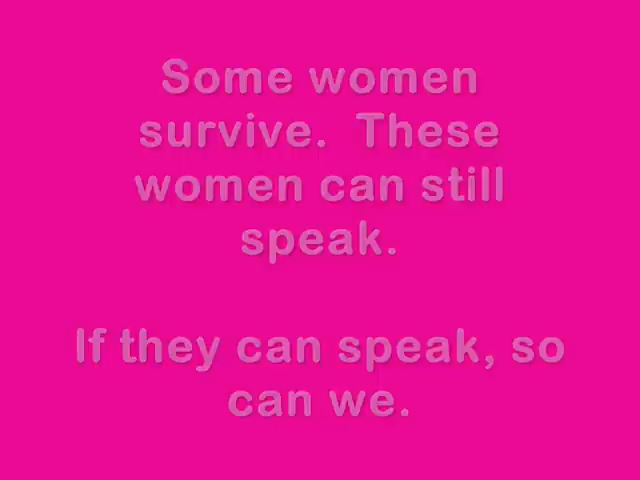 Some women
survive.  These
women can still
speak.
If they can speak, so
can we.